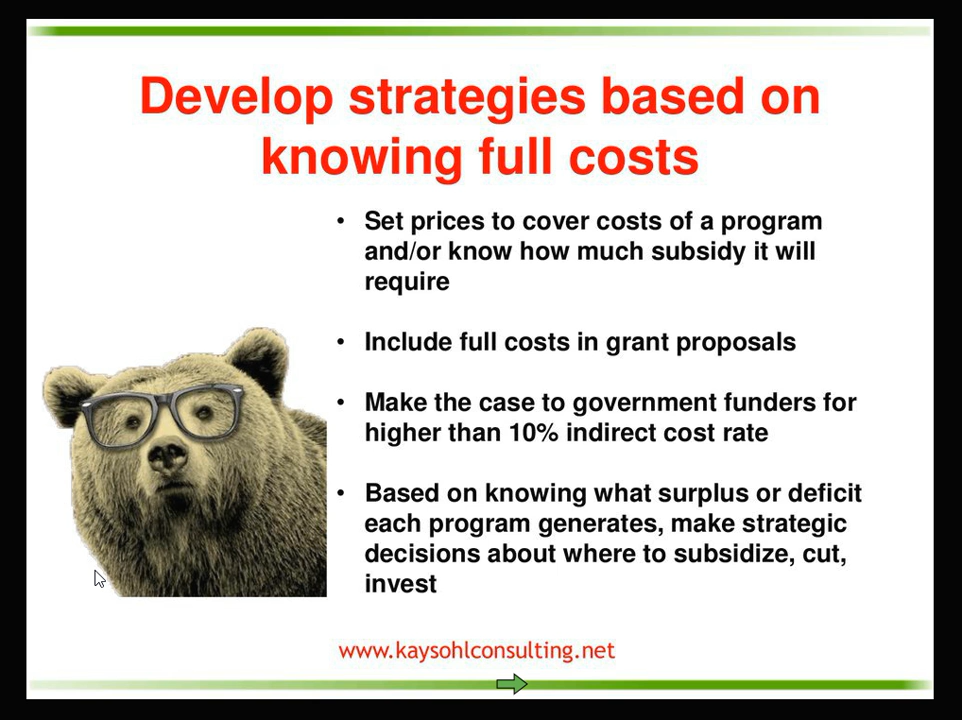 Develop strategies based on
knowing full costs
• Set prices to cover costs of a program
and/or know how much subsidy it will
require
• Include full costs in grant proposals
• Make the case to government funders for
higher than 10% indirect cost rate
• Based on knowing what surplus or deficit
each program generates, make strategic
decisions about where to subsidize, cut,
invest
www.kaysohlconsulting.net